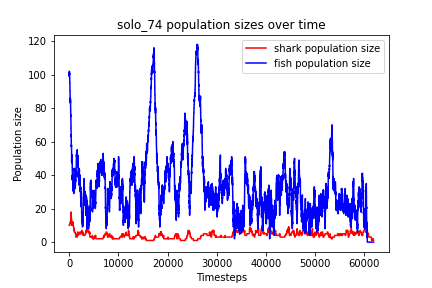 solo_74 population sizes over time
shark population size
fish population size
120
100
80
60
40
20
0
Population size
0
10000
20000
30000
40000
50000
60000
Timesteps